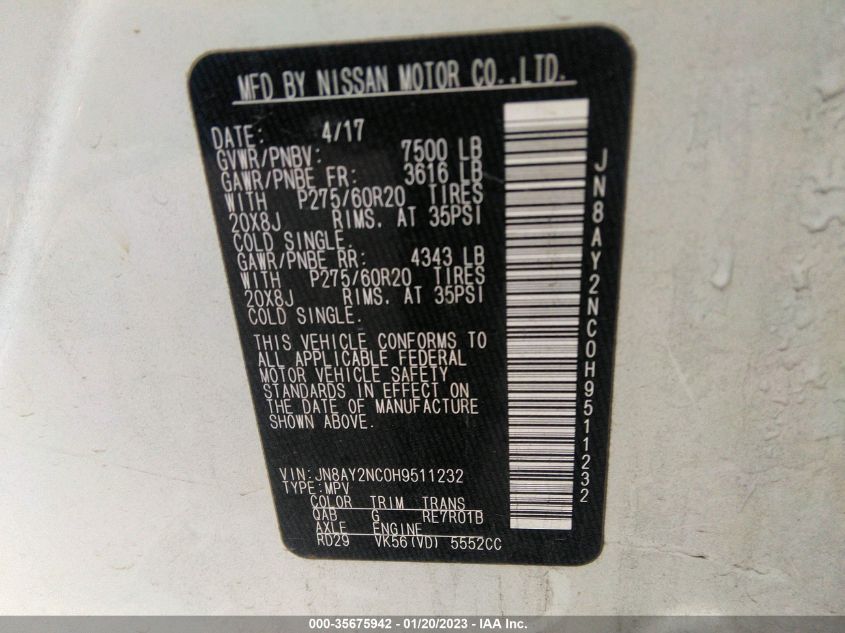 MFD BY NISSAN MOTOR CO.,LTD.
DATE: 4/17
GVWR/PNBV: 7500 LB
GAWR/PNBE FR: 3616 LB
WITH P275/60R20 TIRES
20X8J RIMS. AT 35PSI
COLD SINGLE.
GAWR/PNBE RR: 4343 LB
WITH P275/60R20 TIRES
20X8J RIMS. AT 35PSI
COLD SINGLE.
THIS VEHICLE CONFORMS TO
ALL APPLICABLE FEDERAL
MOTOR VEHICLE SAFETY
STANDARDS IN EFFECT ON
THE DATE OF MANUFACTURE
SHOWN ABOVE.
VIN:JN8AY2NC0H9511232
TYPE:MPV
COLOR TRIM TRANS
QAB G RE7R01B
AXLE ENGINE
RD29 VK56(VD) 5552CC
JN8AY2NC0H9511232
000-35675942 - 01/20/2023 - IAA Inc.